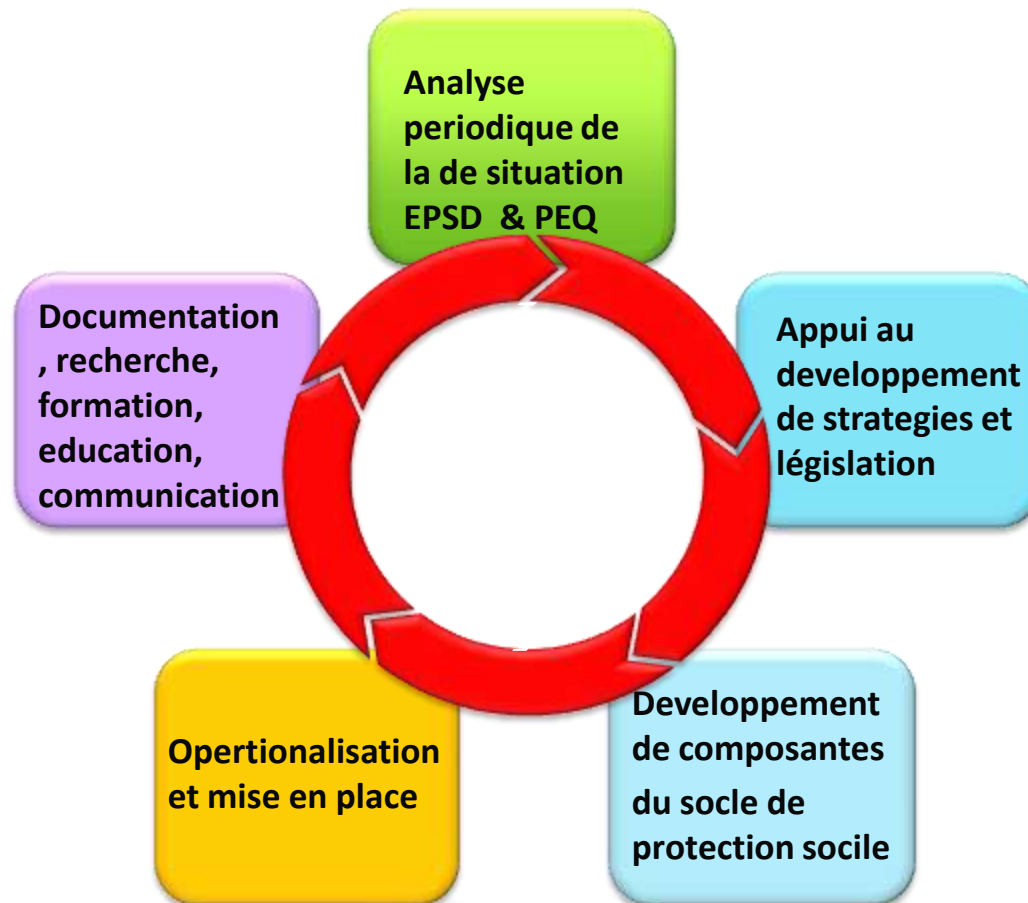 Analyse
periodique de
la de situation
EPSD & PEQ
Appui au
developpement
de strategies et
législation
Developpement
de composantes
du socle de
protection socile
Opertionalisation
et mise en place
Documentation
, recherche,
formation,
education,
communication